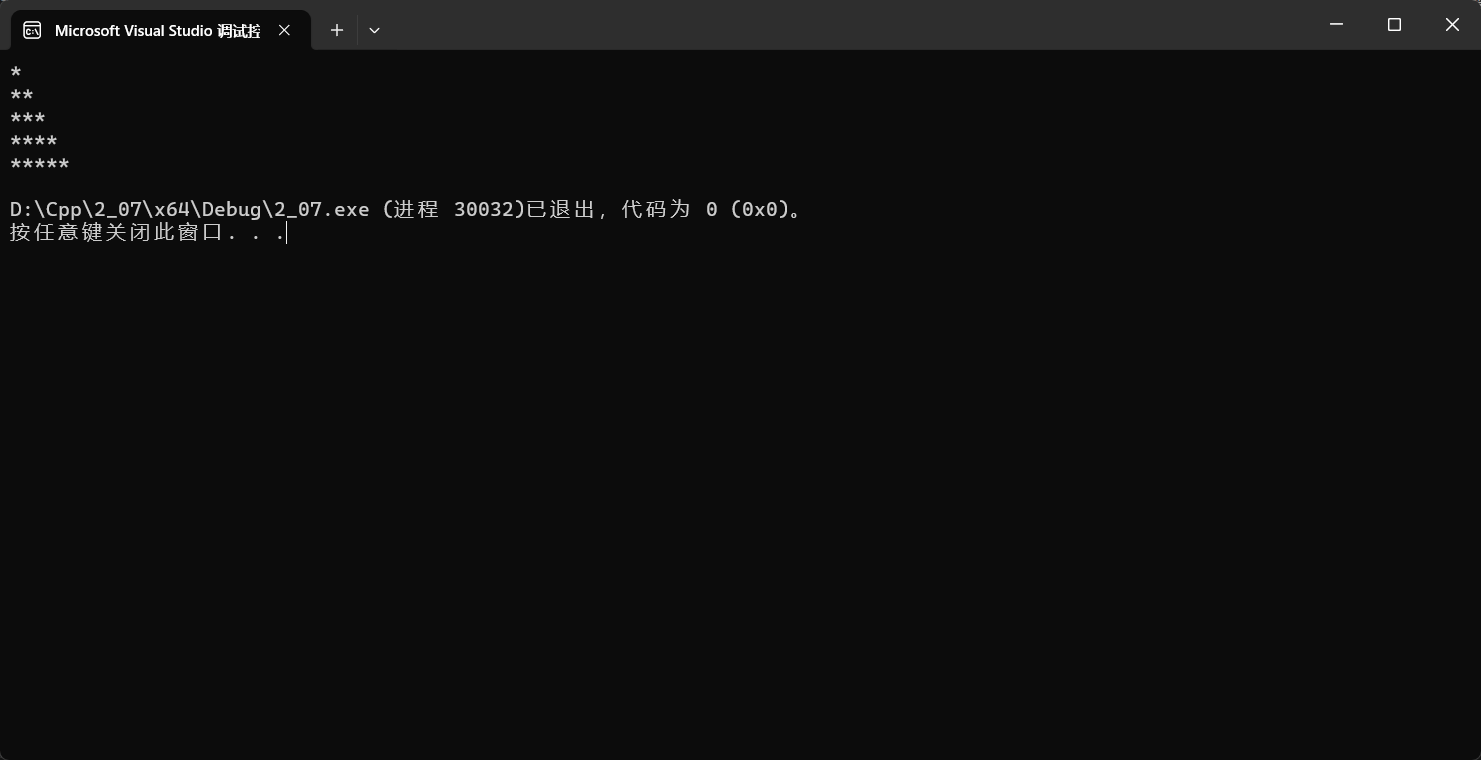 Microsoft Visual Studio 调试控
*
**
***
****
*****
D:\Cpp\2_07\x64\Debug\2_07.exe (进程 30032)已退出，代码为 0 (0x0)。
按任意键关闭此窗口. . .